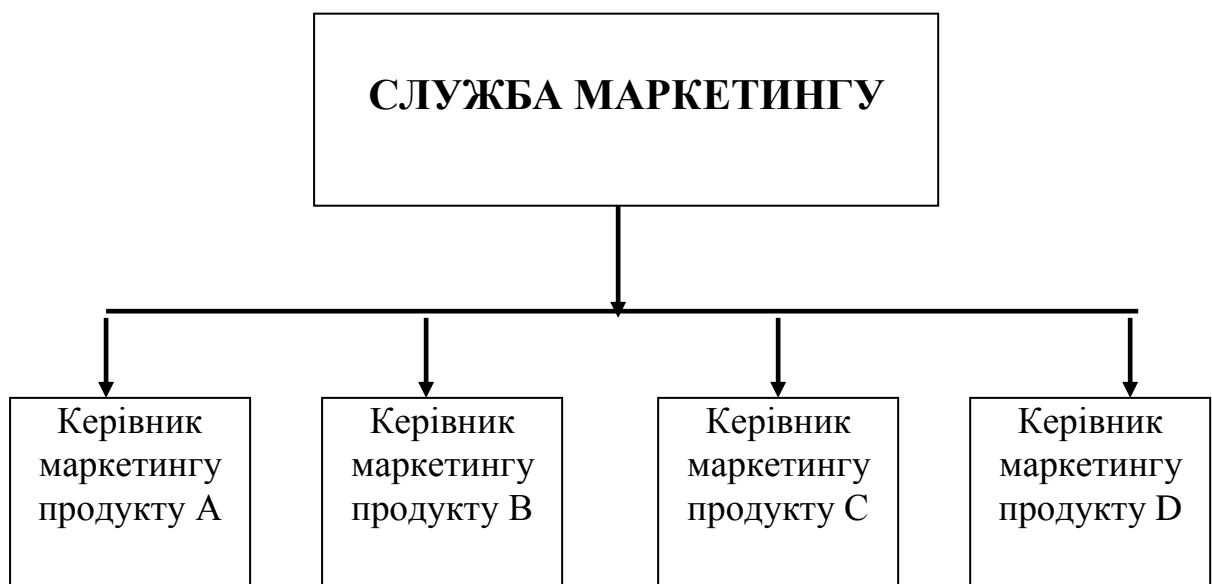 СЛУЖБА МАРКЕТИНГУ
Керівник
маркетингу
продукту A
Керівник
маркетингу
продукту B
Керівник
маркетингу
продукту C
Керівник
маркетингу
продукту D